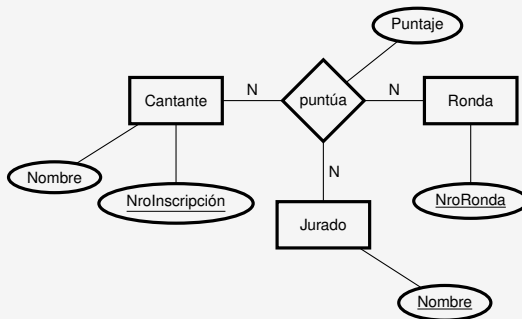 Puntaje
Cantante
N
puntúa
N
Ronda
Nombre
NroInscripción
N
NroRonda
Jurado
Nombre